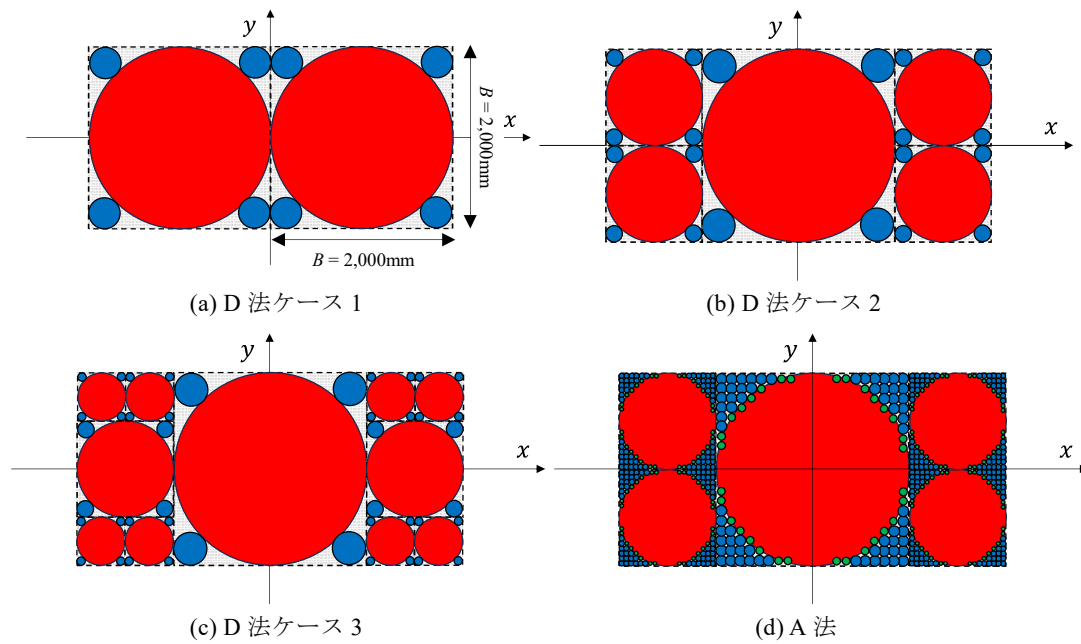 y
x
B = 2,000mm
B = 2,000mm
(a) D 法ケース 1
y
x
(b) D 法ケース 2
y
x
(c) D 法ケース 3
y
x
(d) A 法